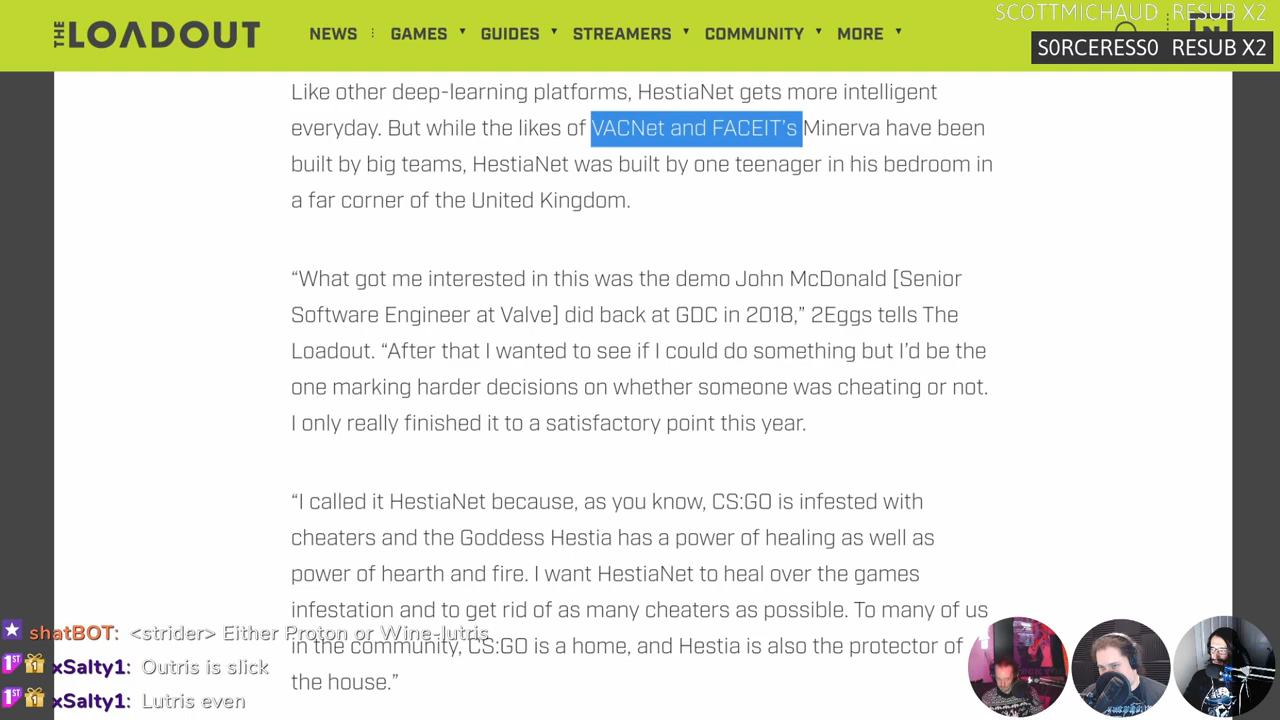 SCOTTMICHAUD RESUB X2
S0RCERESS0 RESUB X2
THE LOADOUT
NEWS GAMES GUIDES STREAMERS COMMUNITY MORE
Like other deep-learning platforms, HestiaNet gets more intelligent
everyday. But while the likes of VACNet and FACEIT's Minerva have been
built by big teams, HestiaNet was built by one teenager in his bedroom in
a far corner of the United Kingdom.
“What got me interested in this was the demo John McDonald [Senior
Software Engineer at Valve] did back at GDC in 2018,” 2Eggs tells The
Loadout. “After that I wanted to see if I could do something but I'd be the
one marking harder decisions on whether someone was cheating or not.
I only really finished it to a satisfactory point this year.
“I called it HestiaNet because, as you know, CS:GO is infested with
cheaters and the Goddess Hestia has a power of healing as well as
power of hearth and fire. I want HestiaNet to heal over the games
infestation and to get rid of as many cheaters as possible. To many of us
in the community, CS:GO is a home, and Hestia is also the protector of
the house.”
shatBOT: <strider> Either Proton or Wine-lutris
1ST 1 xSalty1: Outris is slick
1ST 1 xSalty1: Lutris even